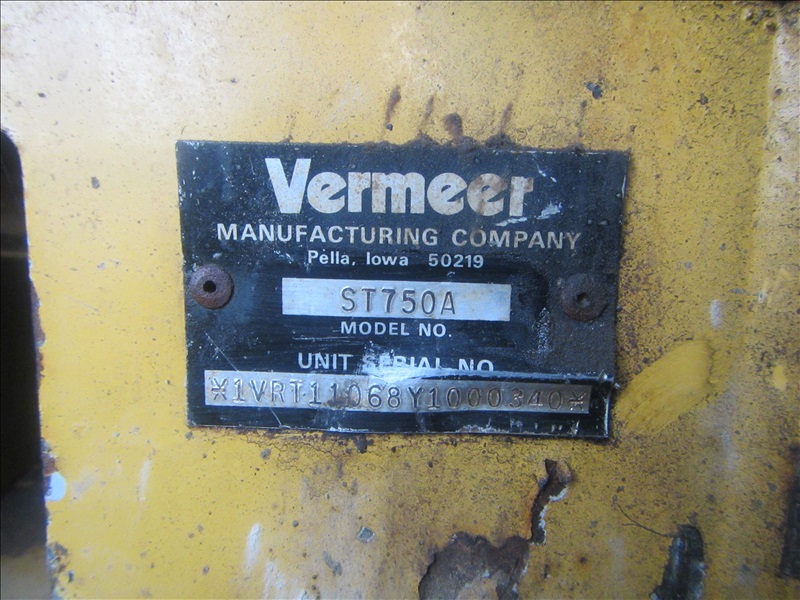 Vermeer
MANUFACTURING COMPANY
Pella, Iowa 50219
ST750A
MODEL NO.
UNIT SERIAL NO
*1VRT11068Y1000340*